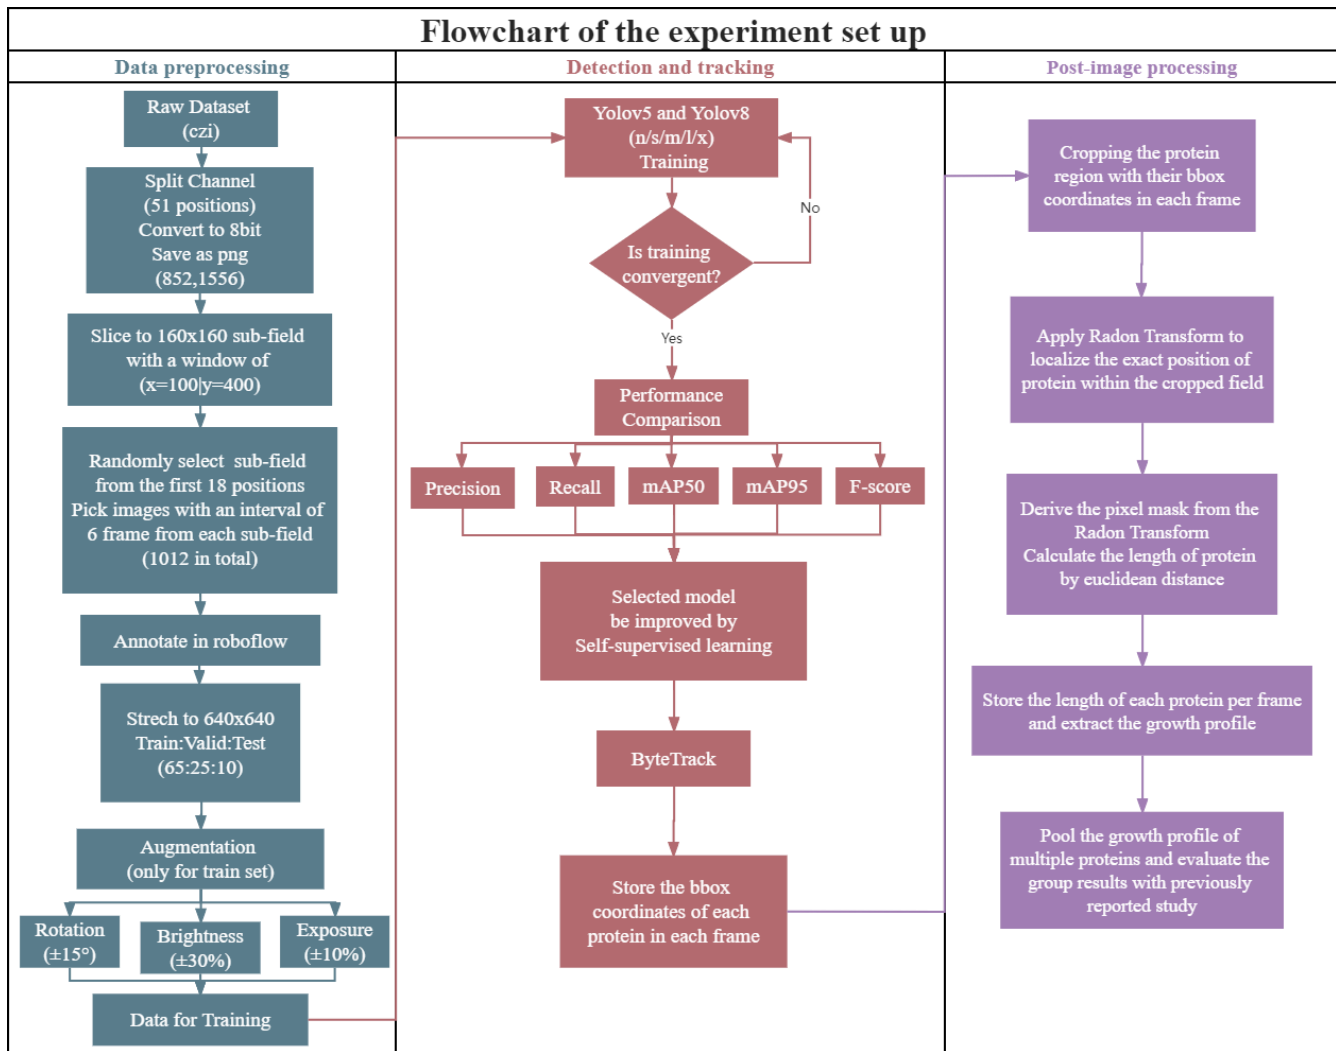 Flowchart of the experiment set up
Data preprocessing
Raw Dataset
(czi)
Split Channel
(51 positions)
Convert to 8bit
Save as png
(852,1556)
Slice to 160x160 sub-field
with a window of
(x=100|y=400)
Randomly select sub-field
from the first 18 positions
Pick images with an interval of
6 frame from each sub-field
(1012 in total)
Annotate in roboflow
Strech to 640x640
Train:Valid:Test
(65:25:10)
Augmentation
(only for train set)
Rotation
(±15°)
Brightness
(±30%)
Exposure
(±10%)
Data for Training
Detection and tracking
Yolov5 and Yolov8
(n/s/m/l/x)
Training
No
Is training
convergent?
Yes
Performance
Comparison
Precision
Recall
mAP50
mAP95
F-score
Selected model
be improved by
Self-supervised learning
ByteTrack
Store the bbox
coordinates of each
protein in each frame
Post-image processing
Cropping the protein
region with their bbox
coordinates in each frame
Apply Radon Transform to
localize the exact position of
protein within the cropped field
Derive the pixel mask from the
Radon Transform
Calculate the length of protein
by euclidean distance
Store the length of each protein per frame
and extract the growth profile
Pool the growth profile of
multiple proteins and evaluate the
group results with previously
reported study